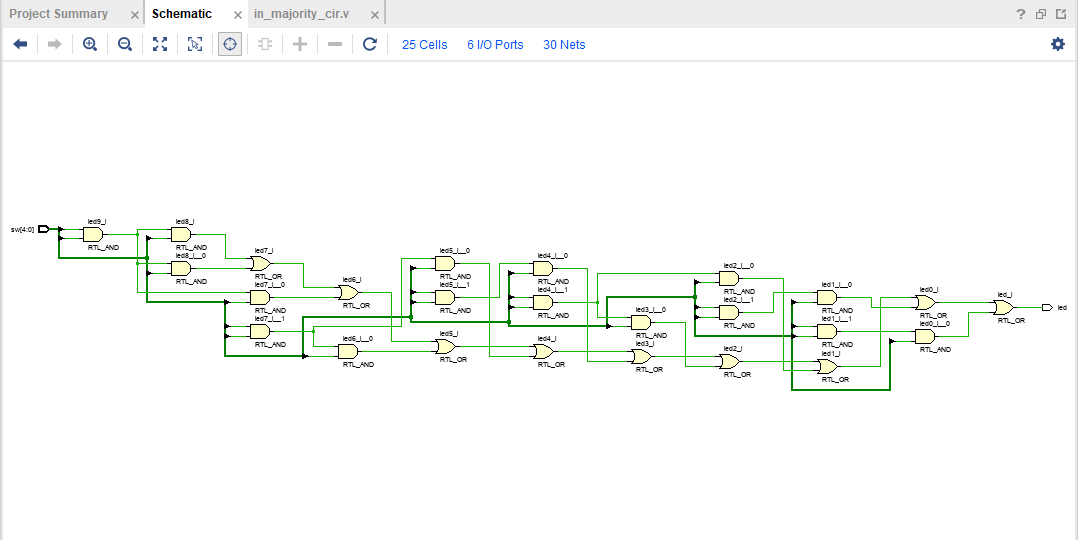 Project Summary
Schematic
in_majority_cir.v
25 Cells
6 I/O Ports
30 Nets
sw[4:0]
led9_i
RTL_AND
led8_i
RTL_AND
led8_i__0
RTL_AND
led7_i
RTL_OR
led7_i__0
RTL_AND
led7_i__1
RTL_AND
led6_i
RTL_OR
led6_i__0
RTL_AND
led5_i__0
RTL_AND
led5_i__1
RTL_AND
led5_i
RTL_OR
led4_i__0
RTL_AND
led4_i__1
RTL_AND
led4_i
RTL_OR
led3_i__0
RTL_AND
led3_i
RTL_OR
led2_i__0
RTL_AND
led2_i__1
RTL_AND
led2_i
RTL_OR
led1_i__0
RTL_AND
led1_i__1
RTL_AND
led1_i
RTL_OR
led0_i
RTL_OR
led0_i__0
RTL_AND
led_i
RTL_OR
led